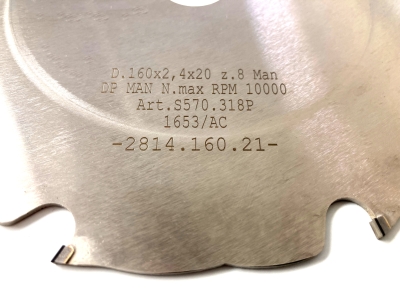 D.160x2,4x20 z.8 Man
DP MAN N.max RPM 10000
Art.S570.318P
1653/AC
-2814.160.21-